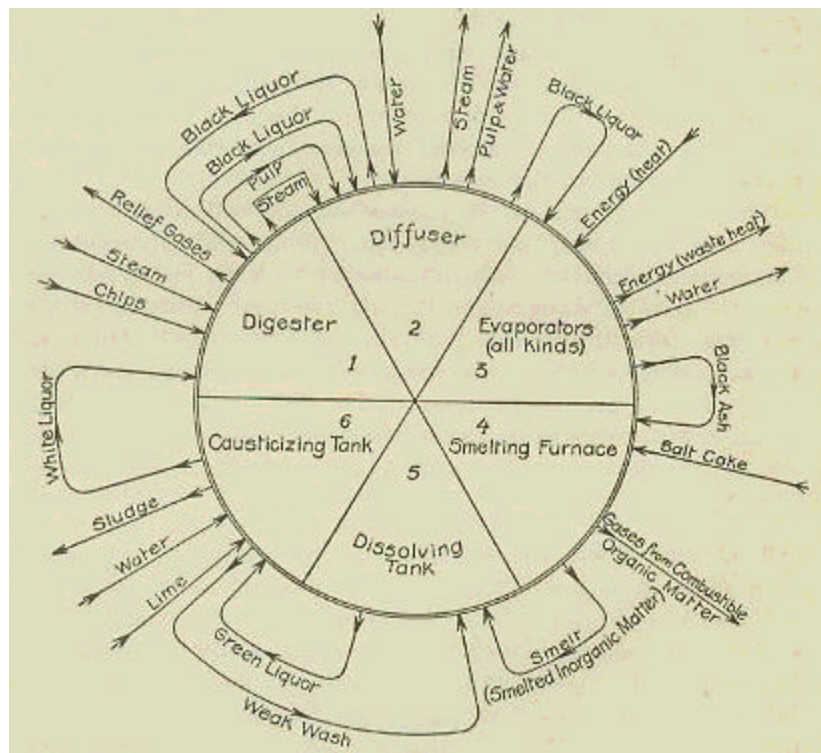 Black Liquor
Black Liquor
Pulp
Steam
Water
Steam
Pulp & Water
Black Liquor
Energy (heat)
Energy (waste heat)
Water
Relief Gases
Steam
Chips
Diffuser
2
Digester
1
Evaporators
(all kinds)
3
Black Ash
White Liquor
6
Causticizing Tank
4
Smelting Furnace
Salt Cake
5
Dissolving
Tank
Sludge
Water
Lime
Gases from Combustible
Organic Matter
Smelt
(Smelted Inorganic Matter)
Green Liquor
Weak Wash